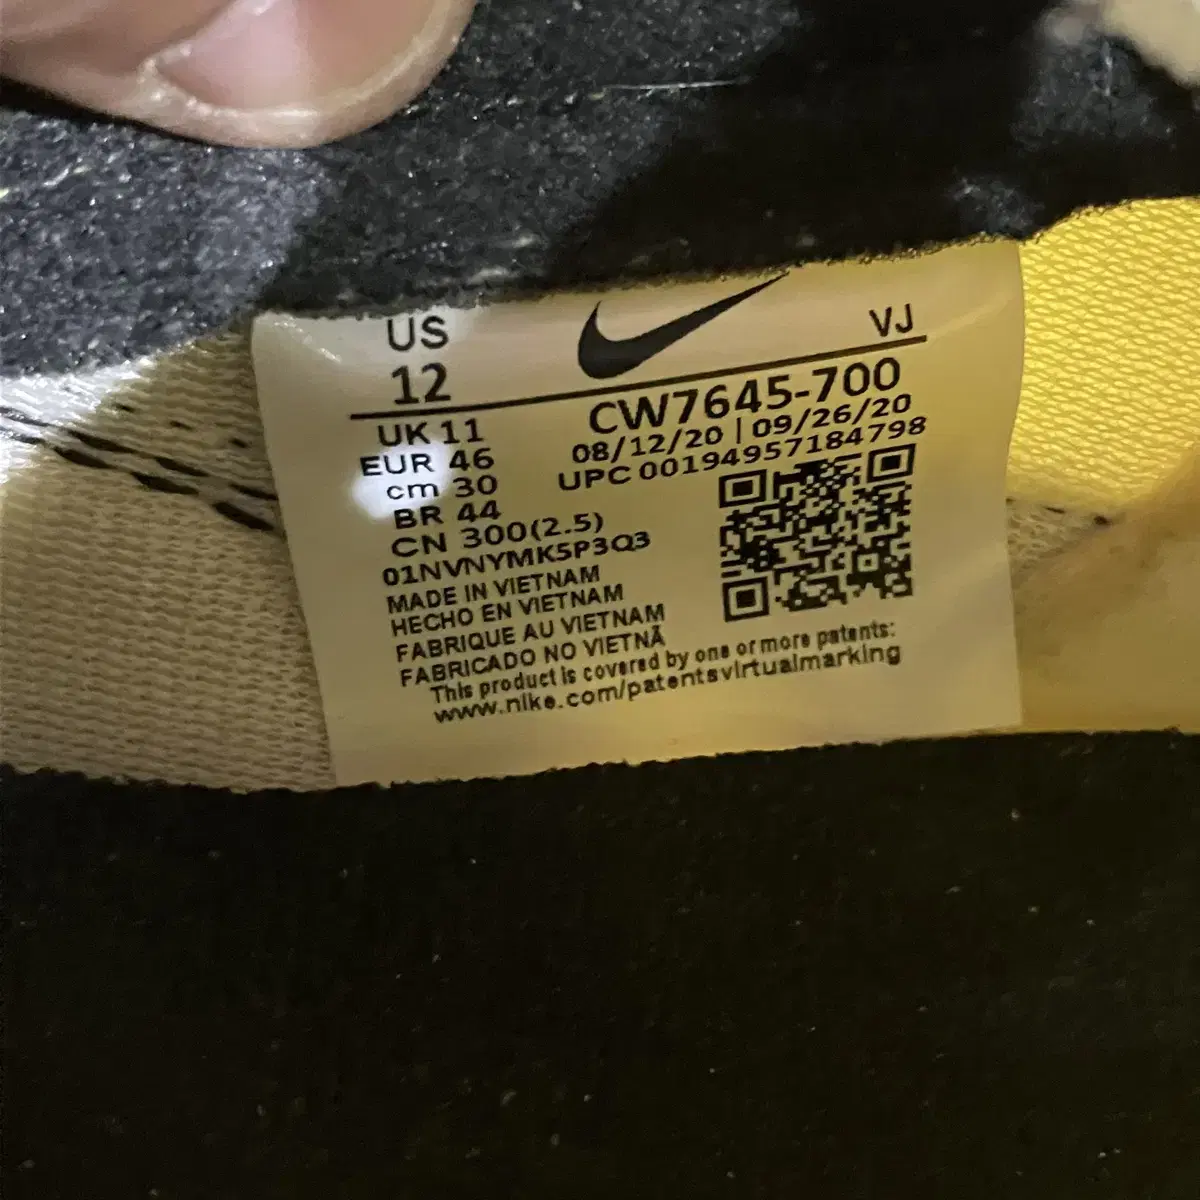 US
12
VJ
UK 11
EUR 46
cm 30
BR 44
CN 300(2.5)
CW7645-700
08/12/20 | 09/26/20
UPC 00194957184798
01NVNYMK5P3Q3
MADE IN VIETNAM
HECHO EN VIETNAM
FABRIQUE AU VIETNAM
FABRICADO NO VIETNÃ
This product is covered by one or more patents:
www.nike.com/patentsvirtualmarking